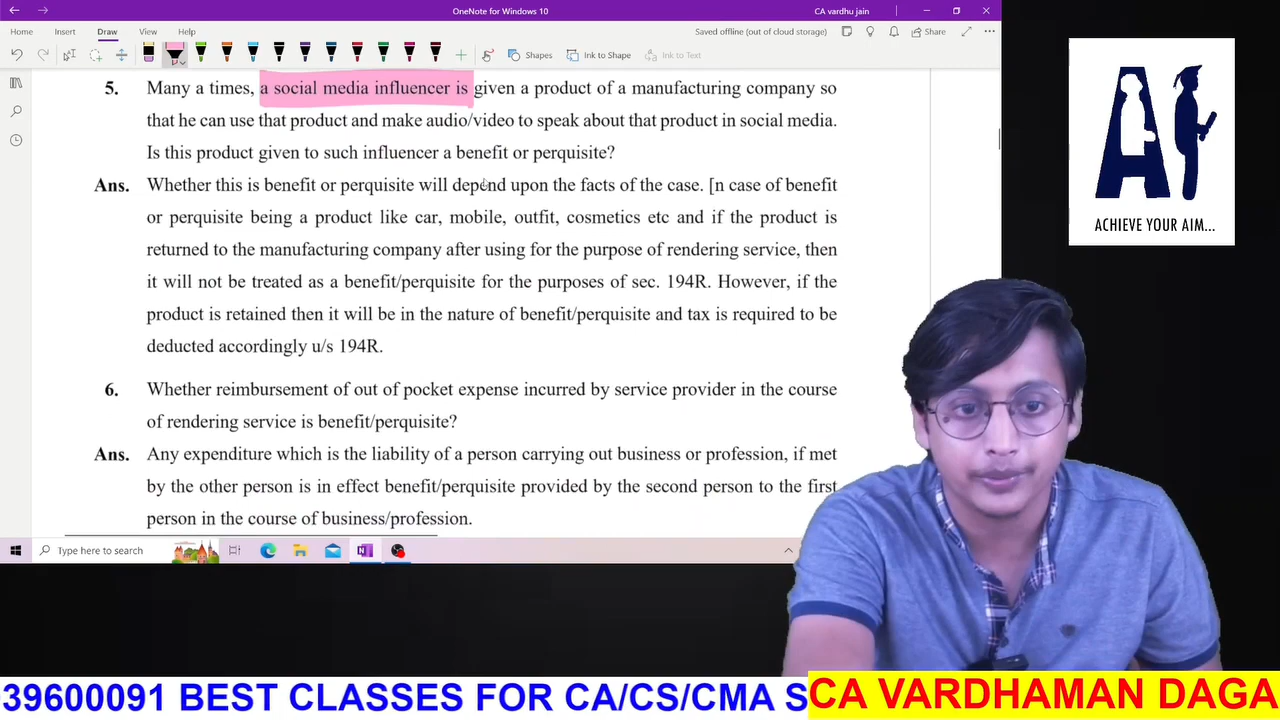 OneNote for Windows 10
CA vardhu jain
Home Insert Draw View Help
Saved offline (out of cloud storage)
Share
Shapes
Ink to Shape
Ink to Text
5. Many a times, a social media influencer is given a product of a manufacturing company so
that he can use that product and make audio/video to speak about that product in social media.
Is this product given to such influencer a benefit or perquisite?
Ans. Whether this is benefit or perquisite will depend upon the facts of the case. [n case of benefit
or perquisite being a product like car, mobile, outfit, cosmetics etc and if the product is
returned to the manufacturing company after using for the purpose of rendering service, then
it will not be treated as a benefit/perquisite for the purposes of sec. 194R. However, if the
product is retained then it will be in the nature of benefit/perquisite and tax is required to be
deducted accordingly u/s 194R.
6. Whether reimbursement of out of pocket expense incurred by service provider in the course
of rendering service is benefit/perquisite?
Ans. Any expenditure which is the liability of a person carrying out business or profession, if met
by the other person is in effect benefit/perquisite provided by the second person to the first
person in the course of business/profession.
Type here to search
ACHIEVE YOUR AIM...
39600091 BEST CLASSES FOR CA/CS/CMA S
CA VARDHAMAN DAGA